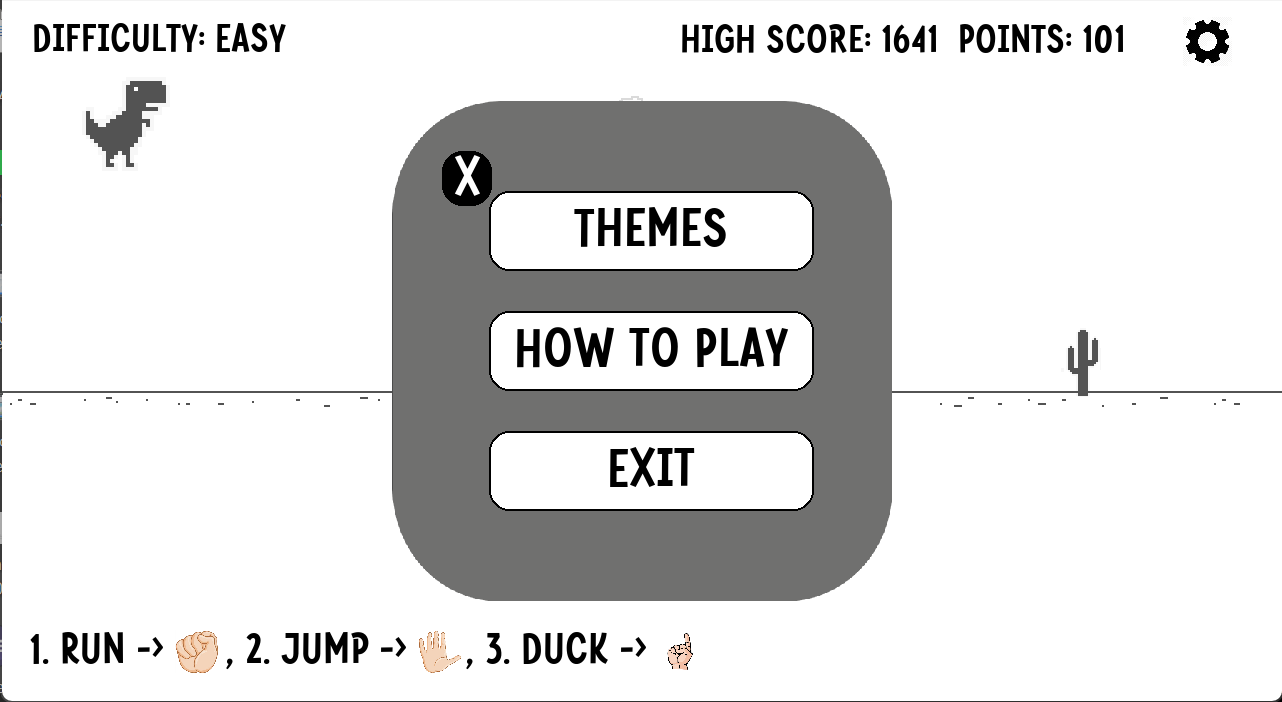 DIFFICULTY: EASY
HIGH SCORE: 1641 POINTS: 101
X
THEMES
HOW TO PLAY
EXIT
1. RUN -> ✊, 2. JUMP -> 🖐, 3. DUCK -> ☝